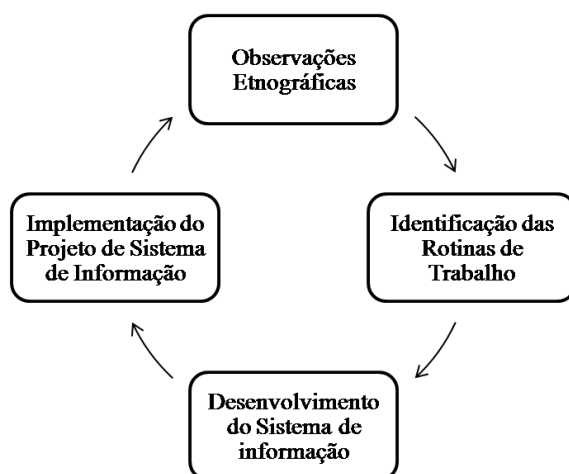 Observações
Etnográficas
Implementação do
Projeto de Sistema
de Informação
Identificação das
Rotinas de
Trabalho
Desenvolvimento
do Sistema de
informação